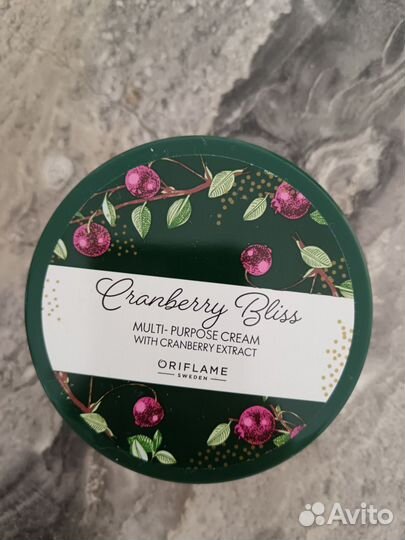 Cranberry Bliss
MULTI- PURPOSE CREAM
WITH CRANBERRY EXTRACT
ORIFLAME
SWEDEN
Avito